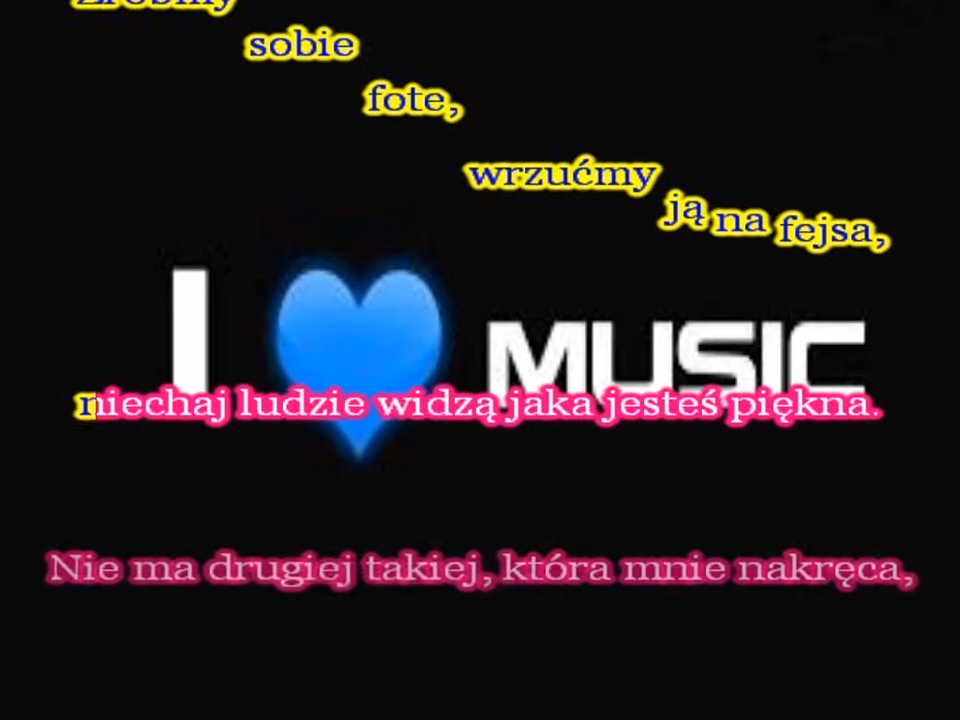 Zróbmy
sobie
fote,
wrzućmy
ją na fejsa,
I MUSIC
niechaj ludzie widzą jaka jesteś piękna.
Nie ma drugiej takiej, która mnie nakręca,